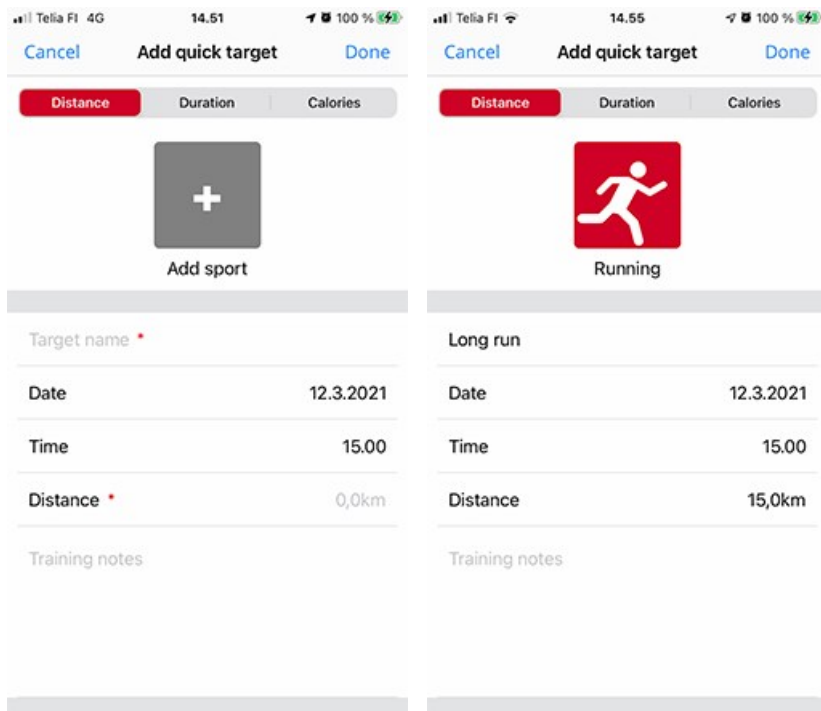 Telia FI 4G 14.51 100 %
Cancel Add quick target Done
Distance Duration Calories
+
Add sport
Target name *
Date 12.3.2021
Time 15.00
Distance * 0,0km
Training notes
Telia FI 14.55 100 %
Cancel Add quick target Done
Distance Duration Calories
Running
Long run
Date 12.3.2021
Time 15.00
Distance 15,0km
Training notes